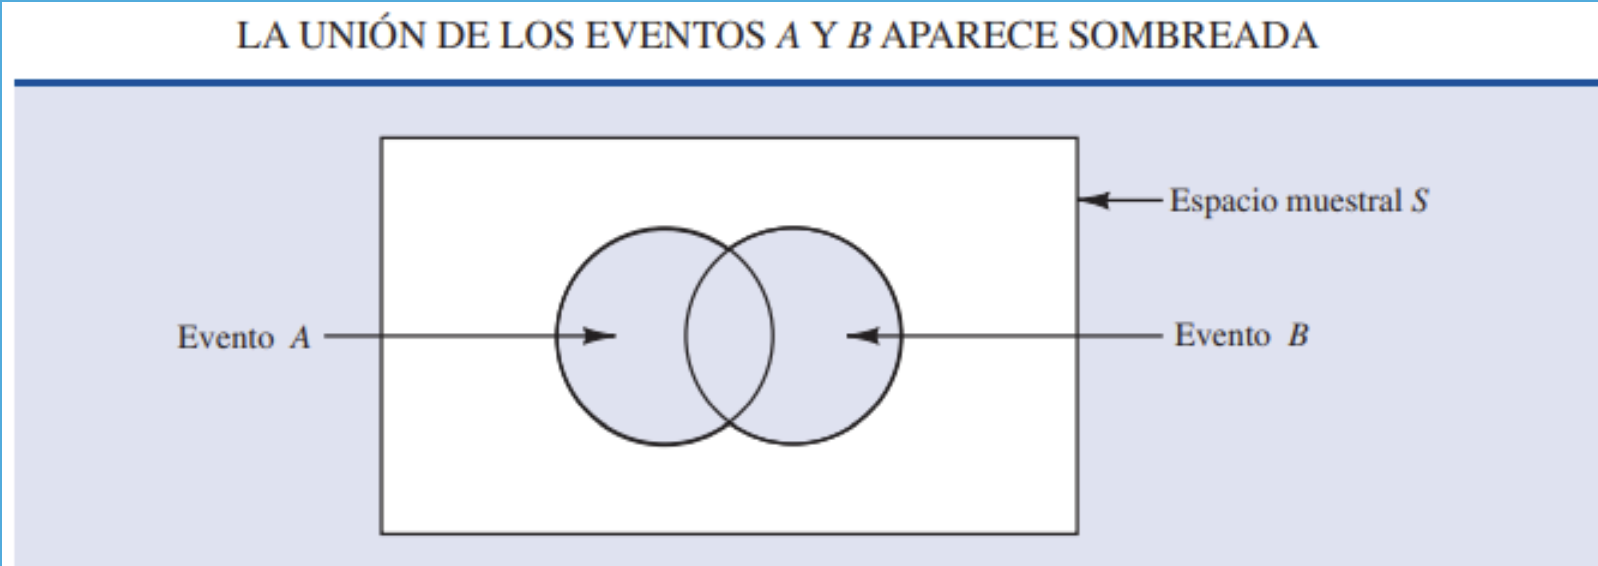 LA UNIÓN DE LOS EVENTOS A Y B APARECE SOMBREADA
Espacio muestral S
Evento A
Evento B